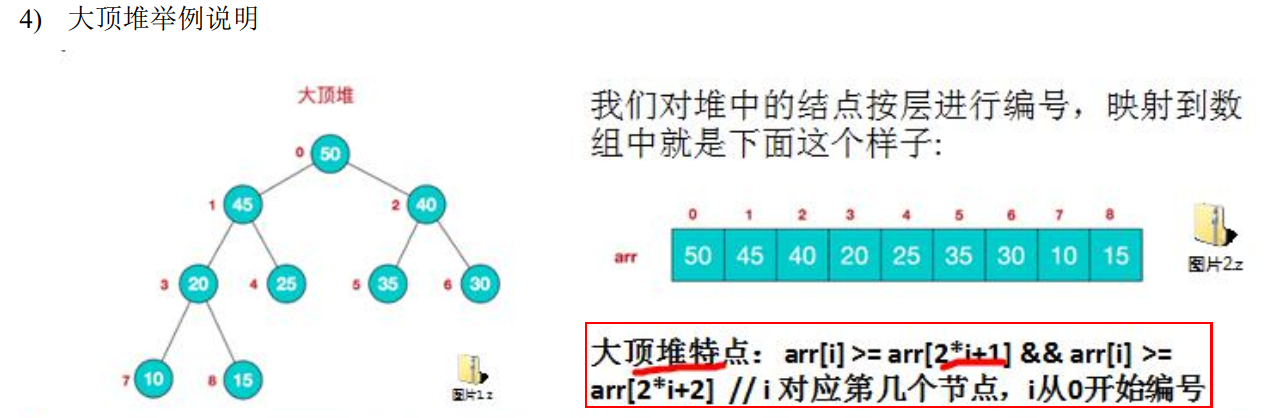 4) 大顶堆举例说明
大顶堆
0 50
1 45
2 40
3 20
4 25
5 35
6 30
7 10
8 15
图片1.z
我们对堆中的结点按层进行编号，映射到数
组中就是下面这个样子:
0 1 2 3 4 5 6 7 8
arr 50 45 40 20 25 35 30 10 15
图片2.z
大顶堆特点：arr[i] >= arr[2*i+1] && arr[i] >=
arr[2*i+2] // i 对应第几个节点，i从0开始编号